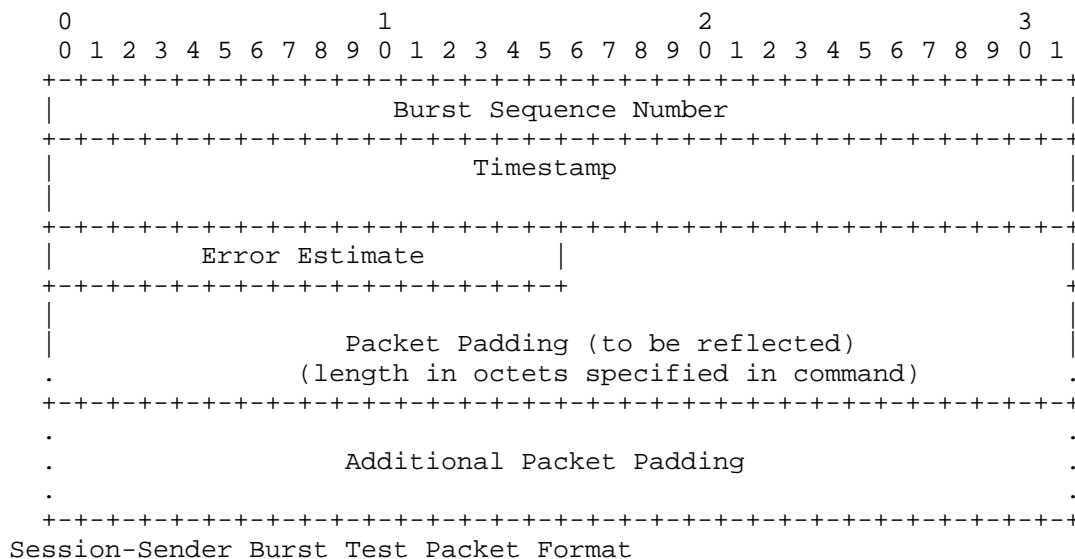 0                   1                   2                   3
    0 1 2 3 4 5 6 7 8 9 0 1 2 3 4 5 6 7 8 9 0 1 2 3 4 5 6 7 8 9 0 1
   +-+-+-+-+-+-+-+-+-+-+-+-+-+-+-+-+-+-+-+-+-+-+-+-+-+-+-+-+-+-+-+-+
   |                     Burst Sequence Number                     |
   +-+-+-+-+-+-+-+-+-+-+-+-+-+-+-+-+-+-+-+-+-+-+-+-+-+-+-+-+-+-+-+-+
   |                          Timestamp                            |
   |                                                               |
   +-+-+-+-+-+-+-+-+-+-+-+-+-+-+-+-+-+-+-+-+-+-+-+-+-+-+-+-+-+-+-+-+
   |         Error Estimate        |                               |
   +-+-+-+-+-+-+-+-+-+-+-+-+-+-+-+-+                               +
   |                                                               |
   |                  Packet Padding (to be reflected)             |
   .               (length in octets specified in command)         .
   +-+-+-+-+-+-+-+-+-+-+-+-+-+-+-+-+-+-+-+-+-+-+-+-+-+-+-+-+-+-+-+-+
   .                                                               .
   .                  Additional Packet Padding                    .
   .                                                               .
   +-+-+-+-+-+-+-+-+-+-+-+-+-+-+-+-+-+-+-+-+-+-+-+-+-+-+-+-+-+-+-+-+
 Session-Sender Burst Test Packet Format